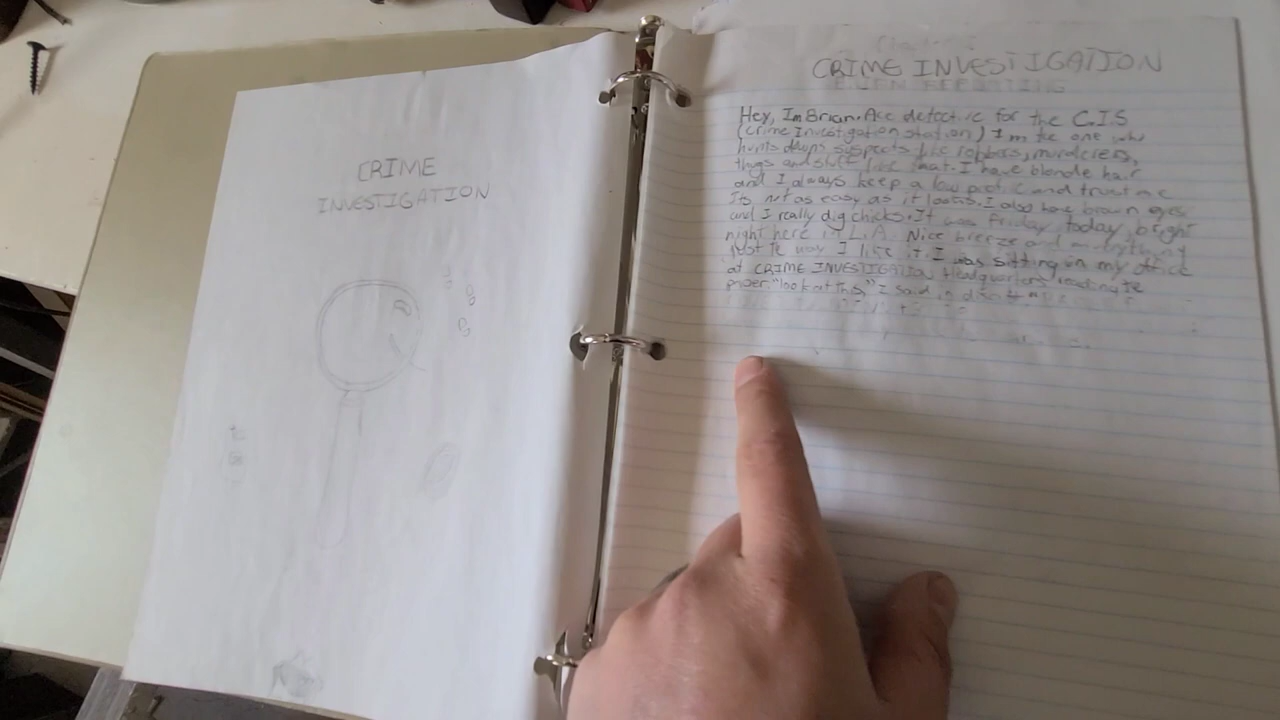 CRIME
INVESTIGATION
CRIME INVESTIGATION
Hey, Im Brian. Ace detective for the C.I.S
(crime Investigation station) I'm the one who
hunts down suspects like robbers, murderers,
thugs and stuff like that. I have blonde hair
and I always keep a low profile and trust me
Its not as easy as it looks. I also have brown eyes
and I really dig chicks. It was friday today, bright
night here in L.A. Nice breeze and everything
just the way I like it. I was sitting in my office
at CRIME INVESTIGATION Headquarters reading the
paper. "look at this," I said in